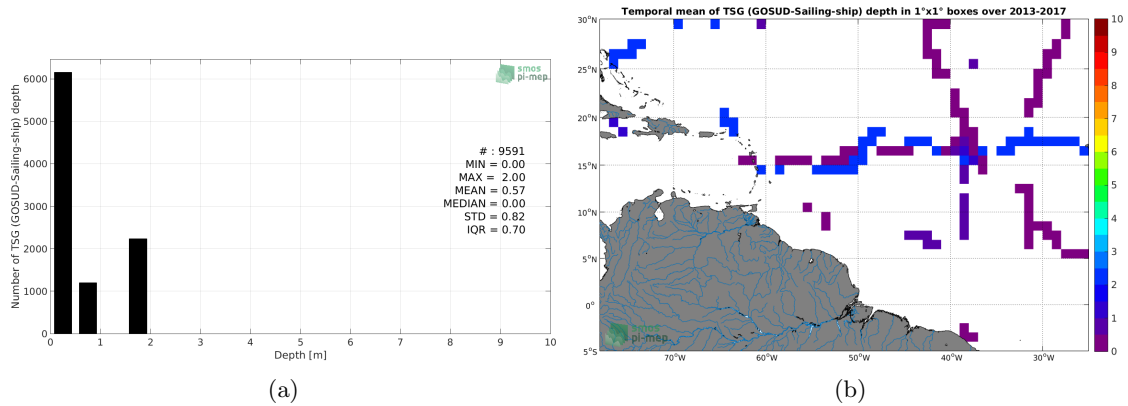 Number of TSG (GOSUD-Sailing-ship) depth
6000
5000
4000
3000
2000
1000
0
0 1 2 3 4 5 6 7 8 9 10
Depth [m]
smos
pi-mep
# : 9591
MIN = 0.00
MAX = 2.00
MEAN = 0.57
MEDIAN = 0.00
STD = 0.82
IQR = 0.70
(a)
Temporal mean of TSG (GOSUD-Sailing-ship) depth in 1°x1° boxes over 2013-2017
30°N
25°N
20°N
15°N
10°N
5°N
0°
5°S
70°W 60°W 50°W 40°W 30°W
smos
pi-mep
10
9
8
7
6
5
4
3
2
1
0
(b)